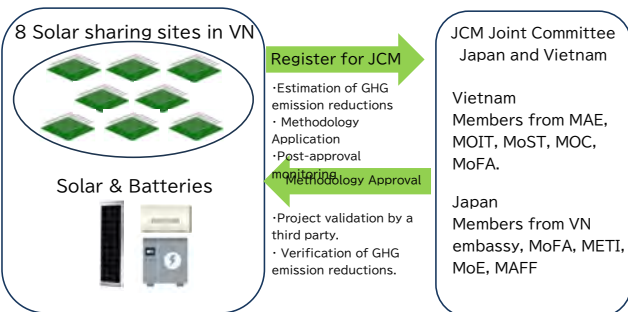 8 Solar sharing sites in VN
Solar & Batteries
Register for JCM
·Estimation of GHG
emission reductions
· Methodology
Application
·Post-approval
monitoring
Methodology Approval
·Project validation by a
third party.
· Verification of GHG
emission reductions.
JCM Joint Committee
Japan and Vietnam
Vietnam
Members from MAE,
MOIT, MoST, MOC,
MoFA.
Japan
Members from VN
embassy, MoFA, METI,
MoE, MAFF